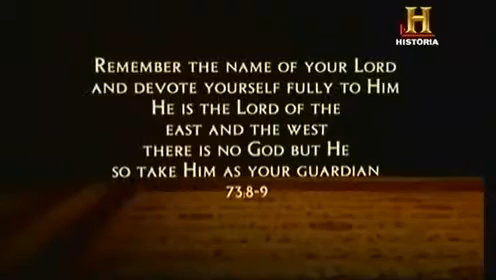 H
HISTORIA
REMEMBER THE NAME OF YOUR LORD
AND DEVOTE YOURSELF FULLY TO HIM
HE IS THE LORD OF THE
EAST AND THE WEST
THERE IS NO GOD BUT HE
SO TAKE HIM AS YOUR GUARDIAN
73,8-9